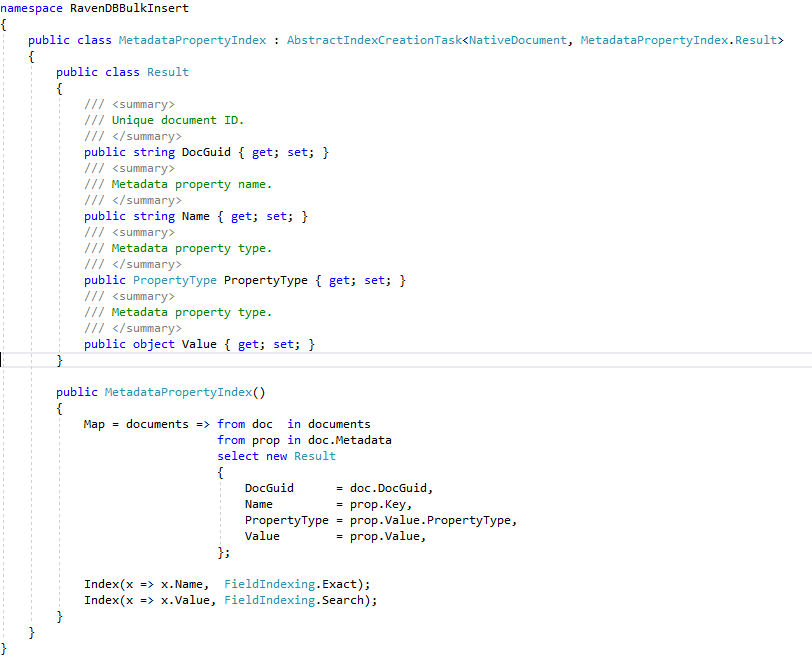 namespace RavenDBBulkInsert
{
    public class MetadataPropertyIndex : AbstractIndexCreationTask<NativeDocument, MetadataPropertyIndex.Result>
    {
        public class Result
        {
            /// <summary>
            /// Unique document ID.
            /// </summary>
            public string DocGuid { get; set; }
            /// <summary>
            /// Metadata property name.
            /// </summary>
            public string Name { get; set; }
            /// <summary>
            /// Metadata property type.
            /// </summary>
            public PropertyType PropertyType { get; set; }
            /// <summary>
            /// Metadata property type.
            /// </summary>
            public object Value { get; set; }
        }

        public MetadataPropertyIndex()
        {
            Map = documents => from doc  in documents
                               from prop in doc.Metadata
                               select new Result
                               {
                                   DocGuid      = doc.DocGuid,
                                   Name         = prop.Key,
                                   PropertyType = prop.Value.PropertyType,
                                   Value        = prop.Value,
                               };

            Index(x => x.Name,  FieldIndexing.Exact);
            Index(x => x.Value, FieldIndexing.Search);
        }
    }
}